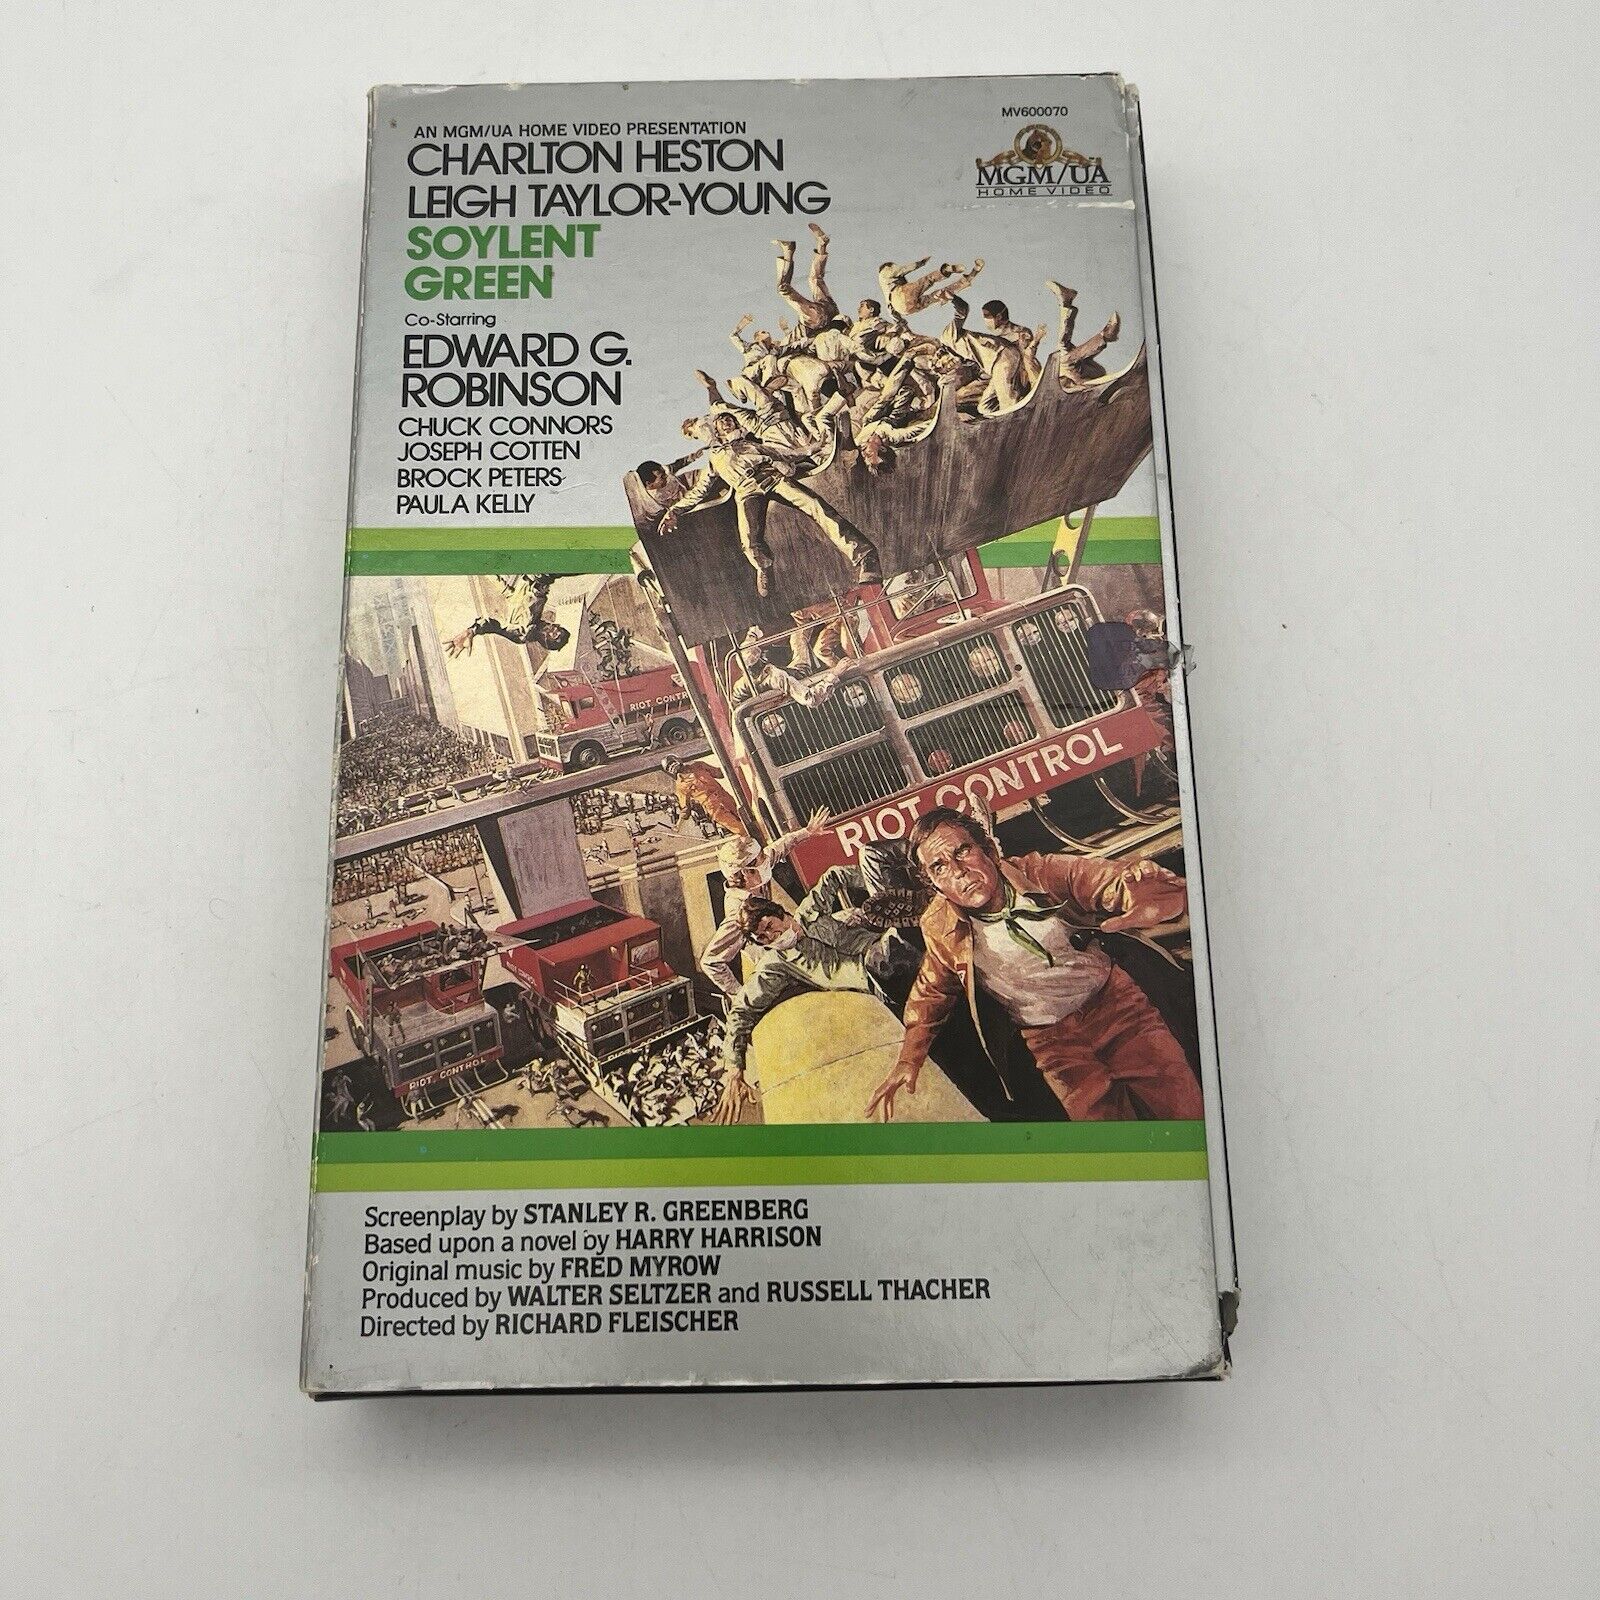 MV600070
MGM/UA
HOME VIDEO
AN MGM/UA HOME VIDEO PRESENTATION
CHARLTON HESTON
LEIGH TAYLOR-YOUNG
SOYLENT
GREEN
Co-Starring
EDWARD G.
ROBINSON
CHUCK CONNORS
JOSEPH COTTEN
BROCK PETERS
PAULA KELLY
RIOT CONTR
RIOT CONTROL
RIOT CONTROL
RIOT CONTROL
Screenplay by STANLEY R. GREENBERG
Based upon a novel by HARRY HARRISON
Original music by FRED MYROW
Produced by WALTER SELTZER and RUSSELL THACHER
Directed by RICHARD FLEISCHER